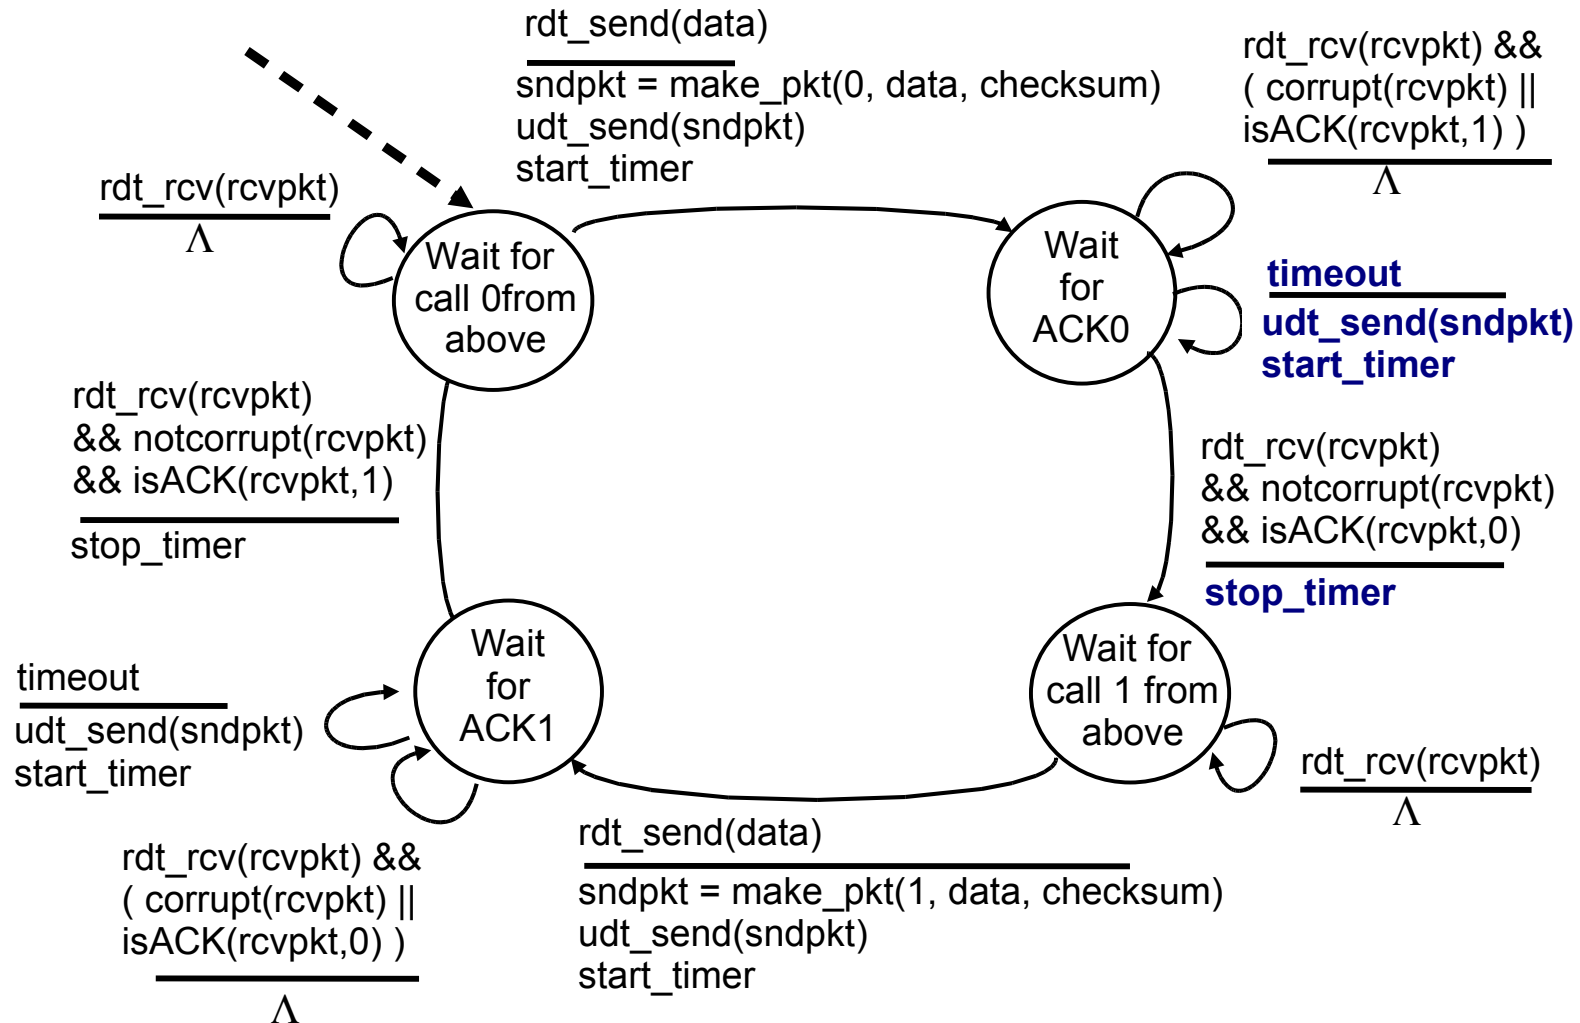 rdt_send(data)
sndpkt = make_pkt(0, data, checksum)
udt_send(sndpkt)
start_timer
rdt_rcv(rcvpkt) &&
( corrupt(rcvpkt) ||
isACK(rcvpkt,1) )
Λ
rdt_rcv(rcvpkt)
Λ
Wait for
call 0from
above
Wait
for
ACK0
timeout
udt_send(sndpkt)
start_timer
rdt_rcv(rcvpkt)
&& notcorrupt(rcvpkt)
&& isACK(rcvpkt,1)
stop_timer
rdt_rcv(rcvpkt)
&& notcorrupt(rcvpkt)
&& isACK(rcvpkt,0)
stop_timer
Wait
for
ACK1
Wait for
call 1 from
above
timeout
udt_send(sndpkt)
start_timer
rdt_rcv(rcvpkt)
Λ
rdt_rcv(rcvpkt) &&
( corrupt(rcvpkt) ||
isACK(rcvpkt,0) )
Λ
rdt_send(data)
sndpkt = make_pkt(1, data, checksum)
udt_send(sndpkt)
start_timer